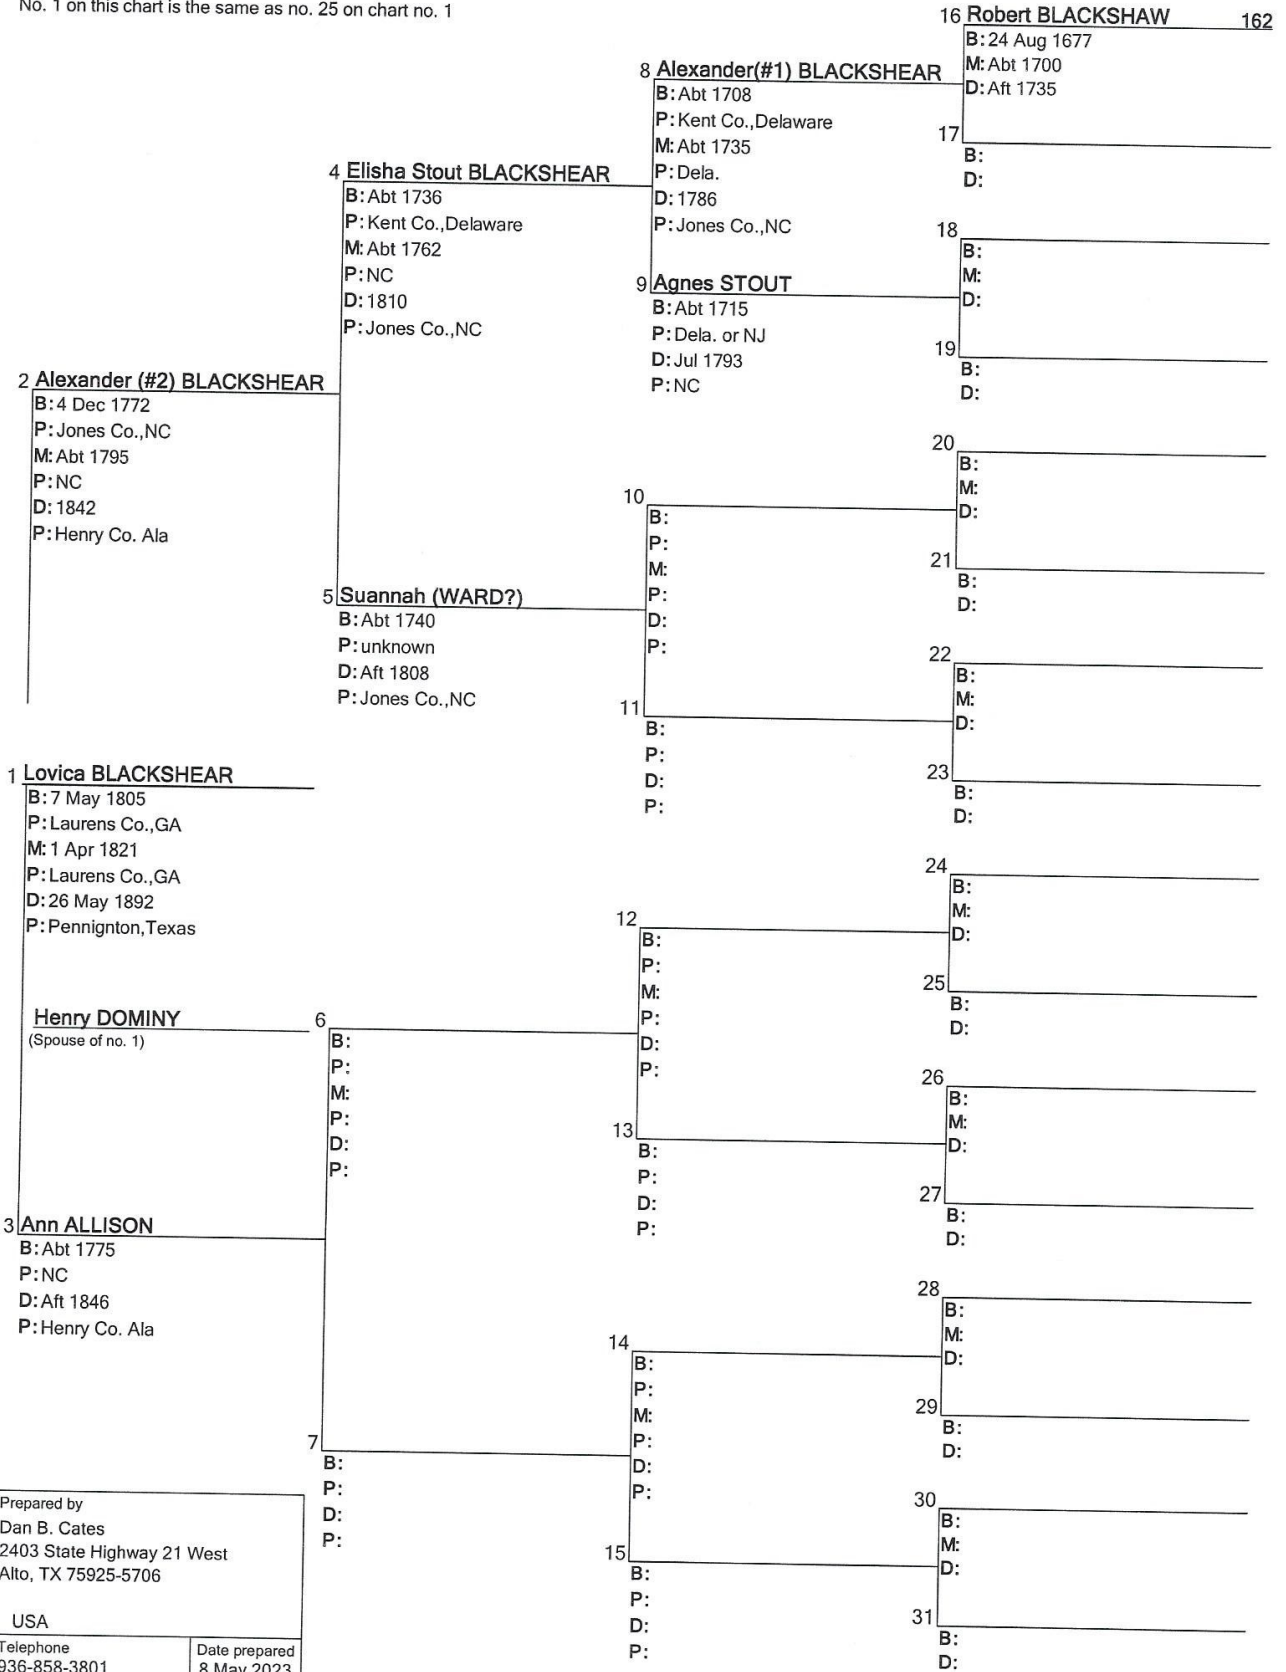 No. 1 on this chart is the same as no. 25 on chart no. 1
16 Robert BLACKSHAW 162
B: 24 Aug 1677
M: Abt 1700
D: Aft 1735
8 Alexander(#1) BLACKSHEAR
B: Abt 1708
P: Kent Co.,Delaware
M: Abt 1735
P: Dela.
D: 1786
P: Jones Co.,NC
17
B:
D:
4 Elisha Stout BLACKSHEAR
B: Abt 1736
P: Kent Co.,Delaware
M: Abt 1762
P: NC
D: 1810
P: Jones Co.,NC
18
B:
M:
D:
9 Agnes STOUT
B: Abt 1715
P: Dela. or NJ
D: Jul 1793
P: NC
19
B:
D:
2 Alexander (#2) BLACKSHEAR
B: 4 Dec 1772
P: Jones Co.,NC
M: Abt 1795
P: NC
D: 1842
P: Henry Co. Ala
20
B:
M:
D:
10
B:
P:
M:
P:
D:
P:
21
B:
D:
5 Suannah (WARD?)
B: Abt 1740
P: unknown
D: Aft 1808
P: Jones Co.,NC
22
B:
M:
D:
11
B:
P:
D:
P:
23
B:
D:
1 Lovica BLACKSHEAR
B: 7 May 1805
P: Laurens Co.,GA
M: 1 Apr 1821
P: Laurens Co.,GA
D: 26 May 1892
P: Pennignton,Texas
24
B:
M:
D:
12
B:
P:
M:
P:
D:
P:
25
B:
D:
Henry DOMINY
(Spouse of no. 1)
6
B:
P:
M:
P:
D:
P:
26
B:
M:
D:
13
B:
P:
D:
P:
27
B:
D:
3 Ann ALLISON
B: Abt 1775
P: NC
D: Aft 1846
P: Henry Co. Ala
28
B:
M:
D:
14
B:
P:
M:
P:
D:
P:
29
B:
D:
7
B:
P:
D:
P:
30
B:
M:
D:
15
B:
P:
D:
P:
31
B:
D:
Prepared by
Dan B. Cates
2403 State Highway 21 West
Alto, TX 75925-5706
USA
Telephone
936-858-3801
Date prepared
8 May 2023